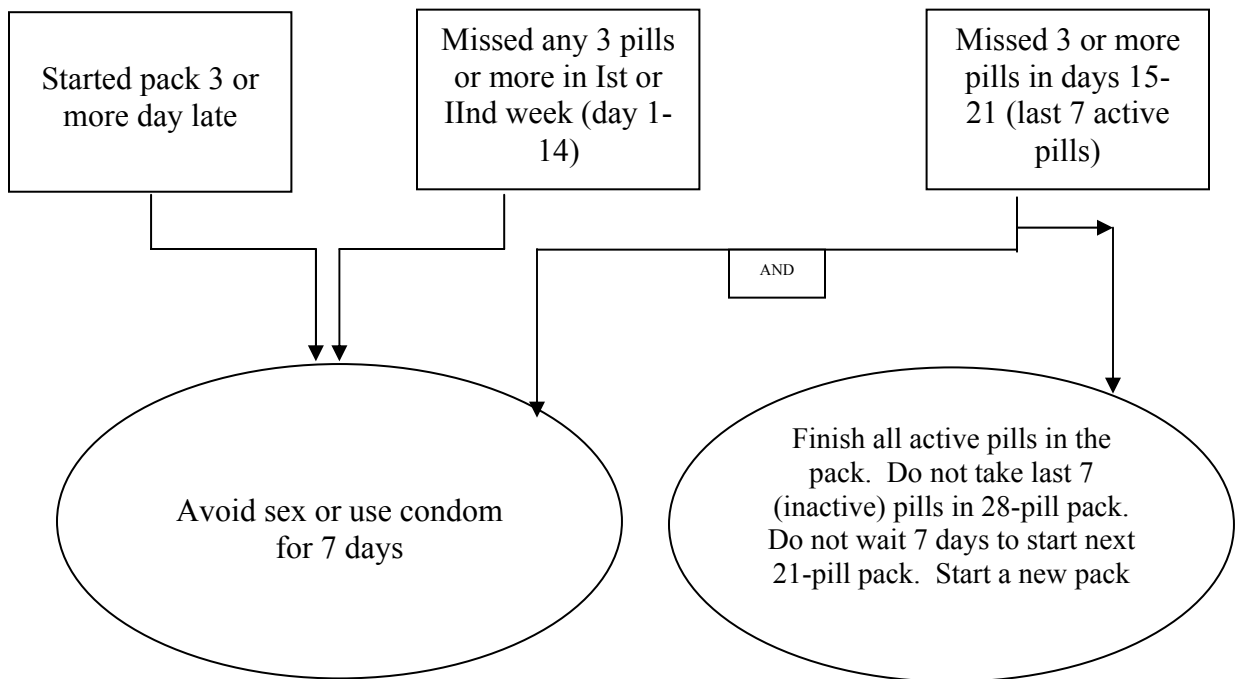 Started pack 3 or
more day late
Missed any 3 pills
or more in Ist or
IInd week (day 1-
14)
Missed 3 or more
pills in days 15-
21 (last 7 active
pills)
AND
Avoid sex or use condom
for 7 days
Finish all active pills in the
pack.  Do not take last 7
(inactive) pills in 28-pill pack.
Do not wait 7 days to start next
21-pill pack.  Start a new pack